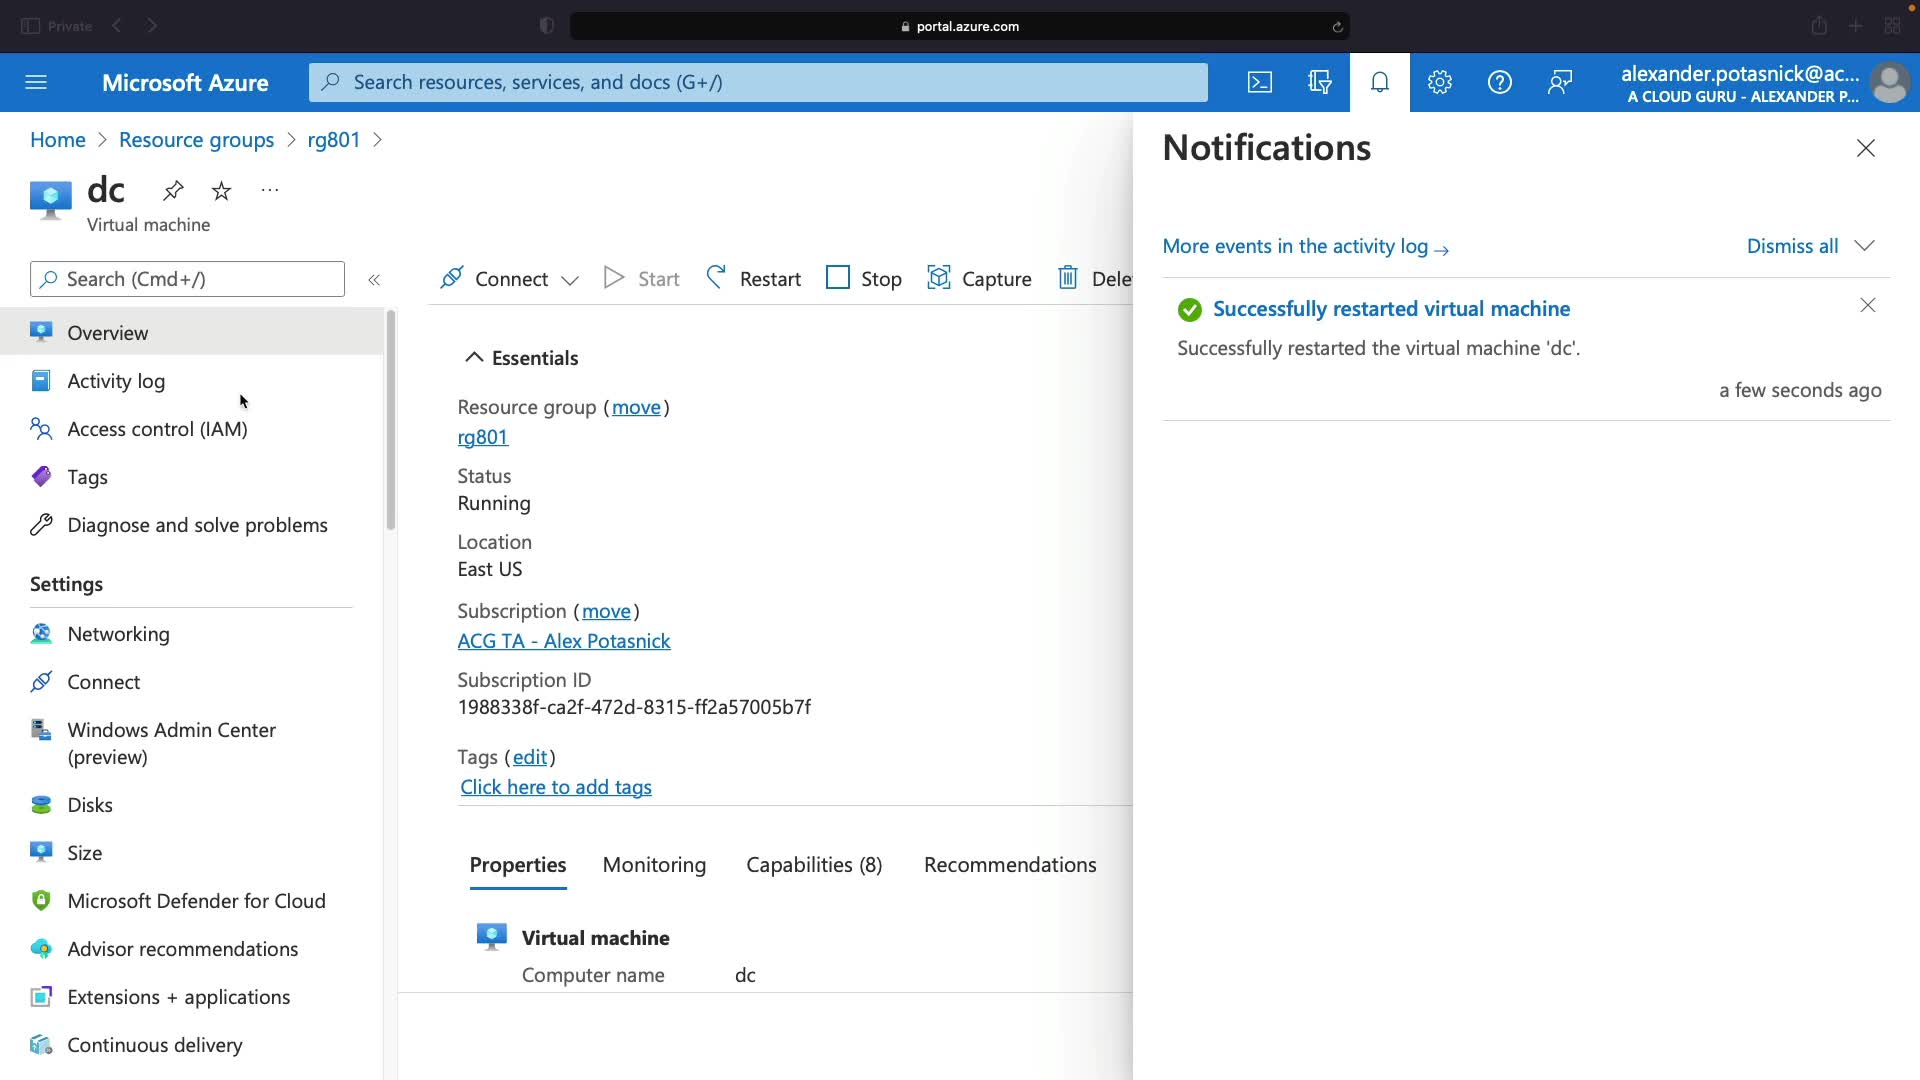 Private
portal.azure.com
Microsoft Azure
Search resources, services, and docs (G+/)
alexander.potasnick@ac...
A CLOUD GURU - ALEXANDER P...
Home > Resource groups > rg801 >
dc
Virtual machine
Search (Cmd+/)
Overview
Activity log
Access control (IAM)
Tags
Diagnose and solve problems
Settings
Networking
Connect
Windows Admin Center
(preview)
Disks
Size
Microsoft Defender for Cloud
Advisor recommendations
Extensions + applications
Continuous delivery
Connect Start Restart Stop Capture Dele
Essentials
Resource group (move)
rg801
Status
Running
Location
East US
Subscription (move)
ACG TA - Alex Potasnick
Subscription ID
1988338f-ca2f-472d-8315-ff2a57005b7f
Tags (edit)
Click here to add tags
Properties Monitoring Capabilities (8) Recommendations
Virtual machine
Computer name dc
Notifications
More events in the activity log →
Dismiss all
Successfully restarted virtual machine
Successfully restarted the virtual machine 'dc'.
a few seconds ago